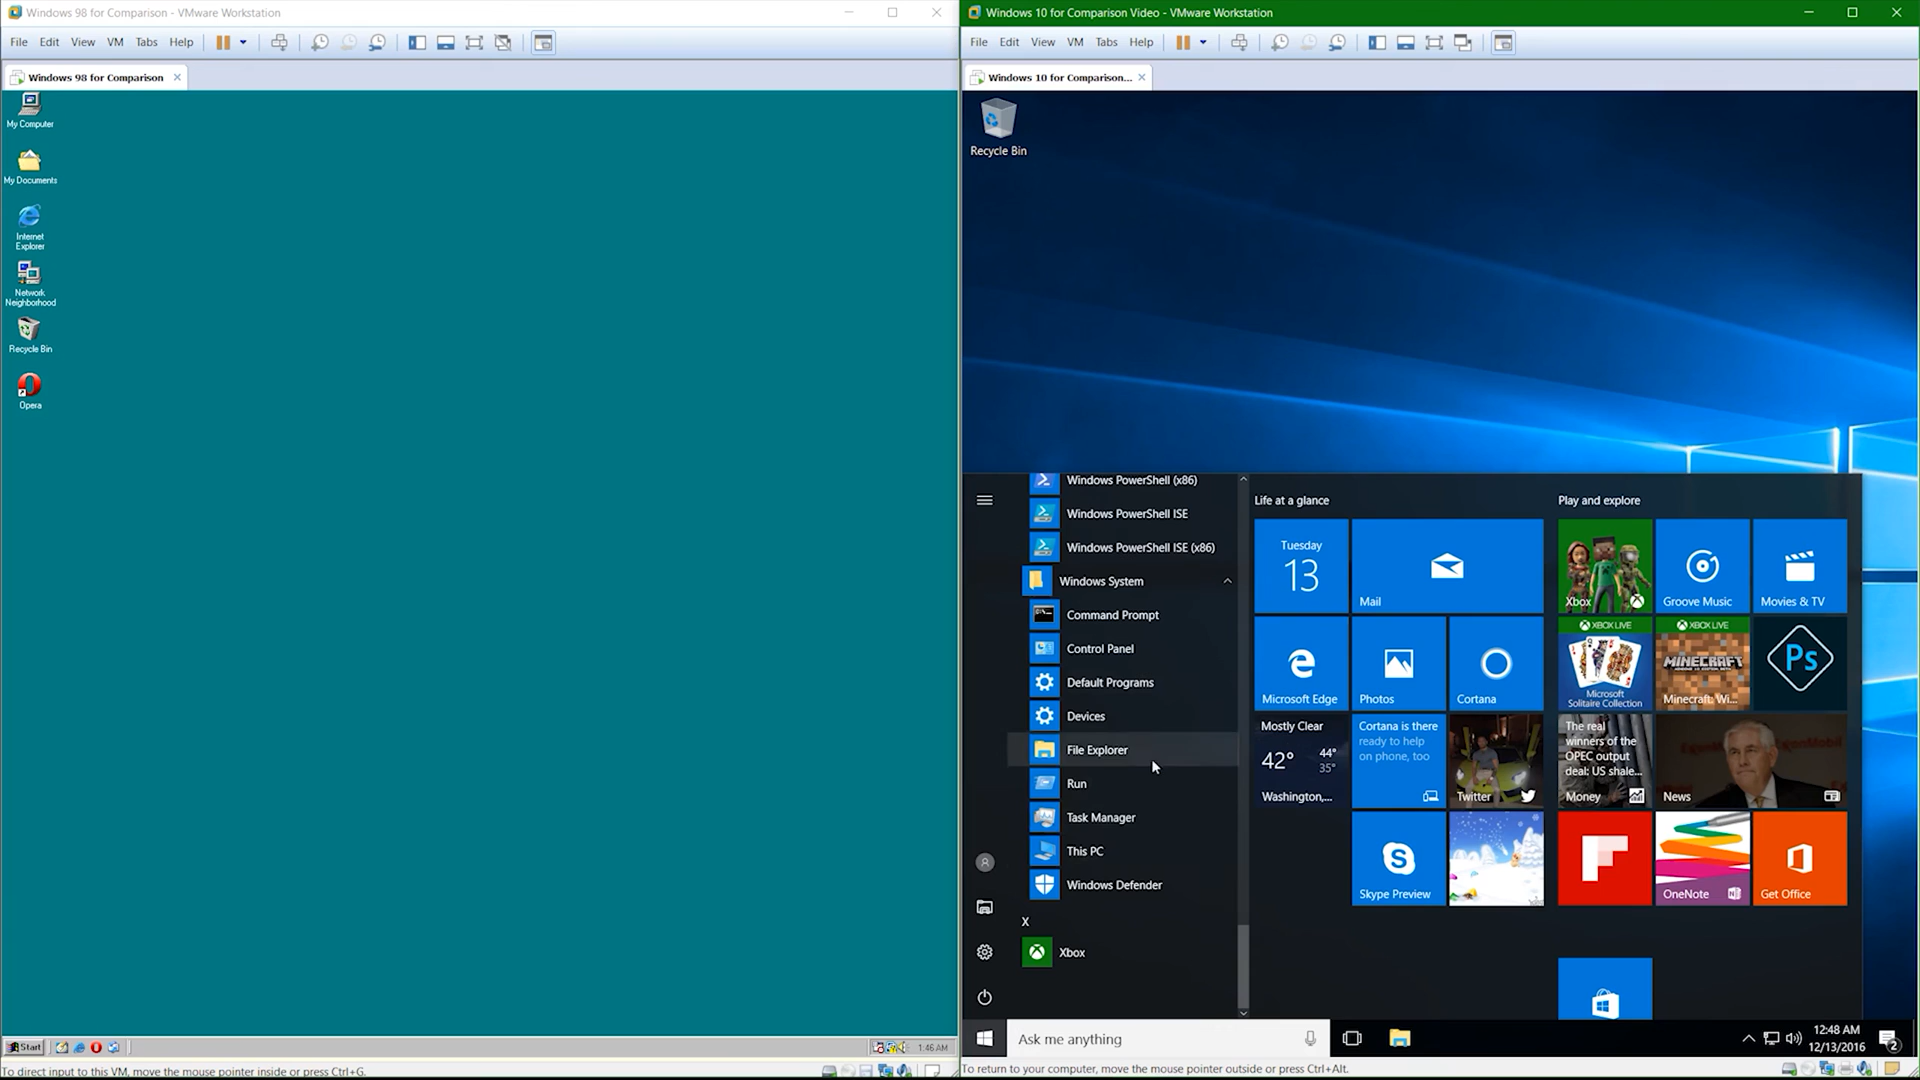 Windows 98 for Comparison - VMware Workstation
File Edit View VM Tabs Help
Windows 98 for Comparison
My Computer
My Documents
Internet
Explorer
Network
Neighborhood
Recycle Bin
Opera
Start
1:46 AM
To direct input to this VM, move the mouse pointer inside or press Ctrl+G.
Windows 10 for Comparison Video - VMware Workstation
File Edit View VM Tabs Help
Windows 10 for Comparison...
Recycle Bin
Windows PowerShell (x86)
Windows PowerShell ISE
Windows PowerShell ISE (x86)
Windows System
Command Prompt
Control Panel
Default Programs
Devices
File Explorer
Run
Task Manager
This PC
Windows Defender
X
Xbox
Life at a glance
Tuesday
13
Mail
Microsoft Edge
Photos
Cortana
Mostly Clear
42°
44°
35°
Washington,...
Cortana is there
ready to help
on phone, too
Twitter
Skype Preview
Play and explore
Xbox
Groove Music
Movies & TV
XBOX LIVE
Microsoft
Solitaire Collection
XBOX LIVE
MINECRAFT
Minecraft: Wi...
Ps
The real
winners of the
OPEC output
deal: US shale...
Money
News
OneNote
Get Office
Ask me anything
12:48 AM
12/13/2016
2
To return to your computer, move the mouse pointer outside or press Ctrl+Alt.